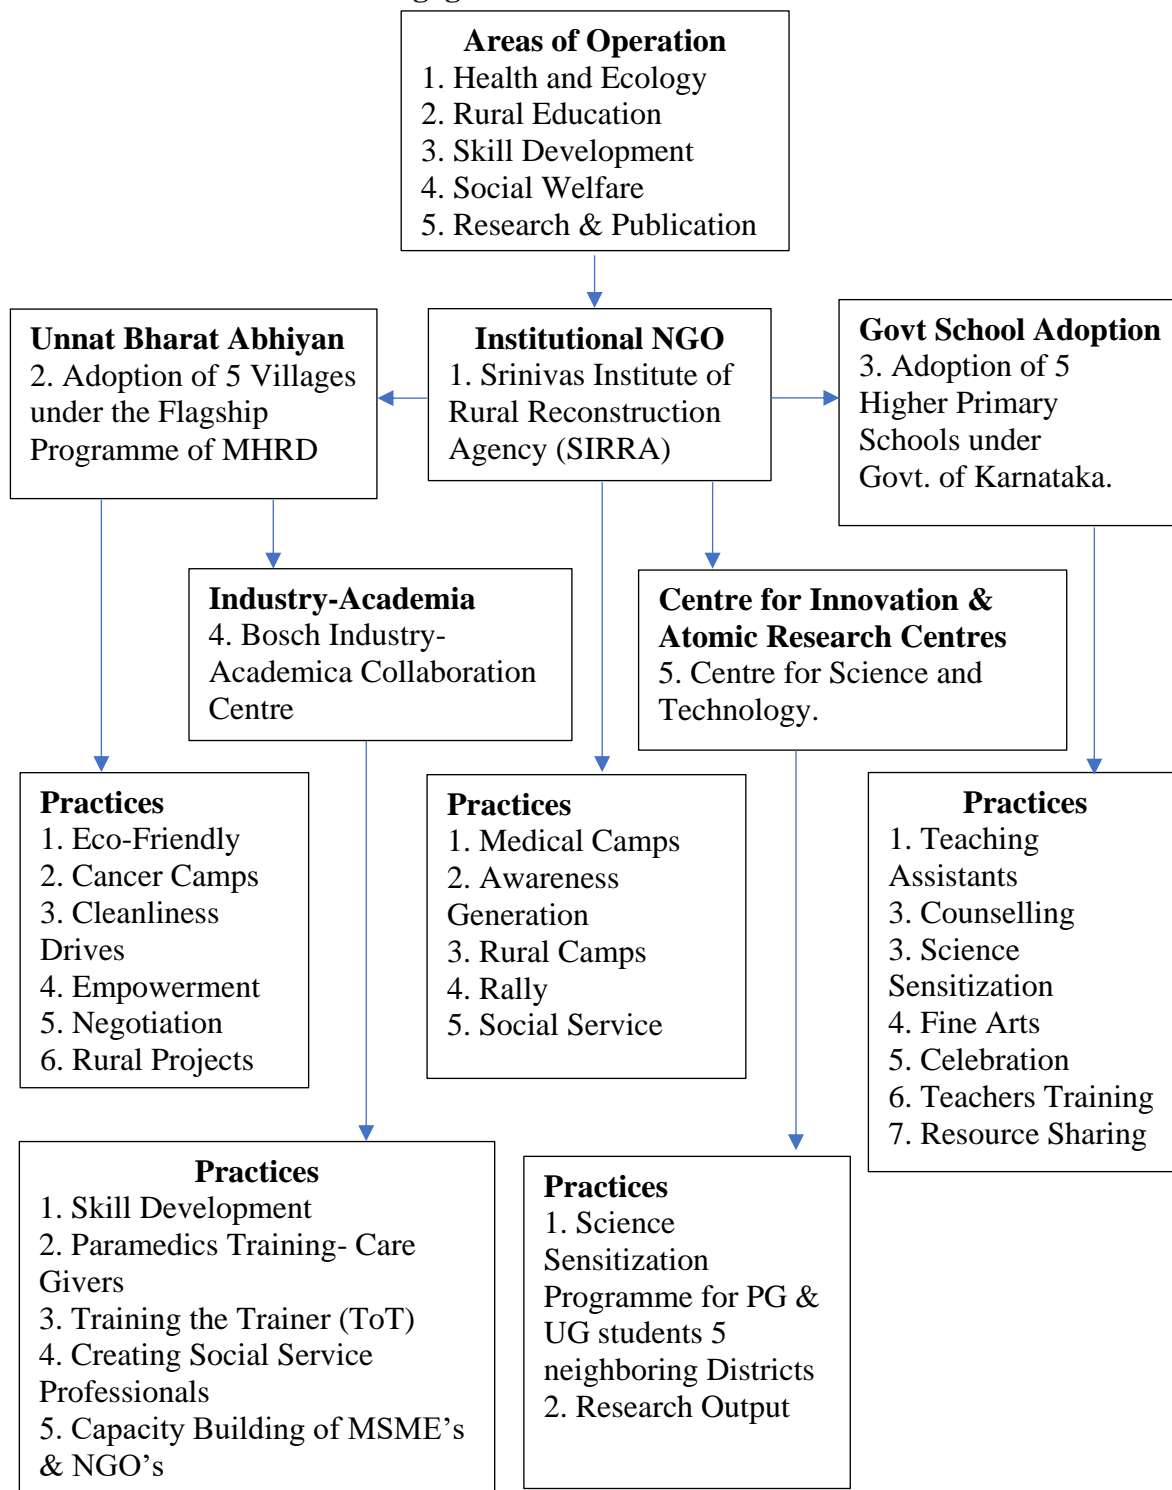 Areas of Operation
1. Health and Ecology
2. Rural Education
3. Skill Development
4. Social Welfare
5. Research & Publication
Unnat Bharat Abhiyan
2. Adoption of 5 Villages
under the Flagship
Programme of MHRD
Institutional NGO
1. Srinivas Institute of
Rural Reconstruction
Agency (SIRRA)
Govt School Adoption
3. Adoption of 5
Higher Primary
Schools under
Govt. of Karnataka.
Industry-Academia
4. Bosch Industry-
Academica Collaboration
Centre
Centre for Innovation &
Atomic Research Centres
5. Centre for Science and
Technology.
Practices
1. Eco-Friendly
2. Cancer Camps
3. Cleanliness
Drives
4. Empowerment
5. Negotiation
6. Rural Projects
Practices
1. Medical Camps
2. Awareness
Generation
3. Rural Camps
4. Rally
5. Social Service
Practices
1. Teaching
Assistants
3. Counselling
3. Science
Sensitization
4. Fine Arts
5. Celebration
6. Teachers Training
7. Resource Sharing
Practices
1. Skill Development
2. Paramedics Training- Care
Givers
3. Training the Trainer (ToT)
4. Creating Social Service
Professionals
5. Capacity Building of MSME’s
& NGO’s
Practices
1. Science
Sensitization
Programme for PG &
UG students 5
neighboring Districts
2. Research Output